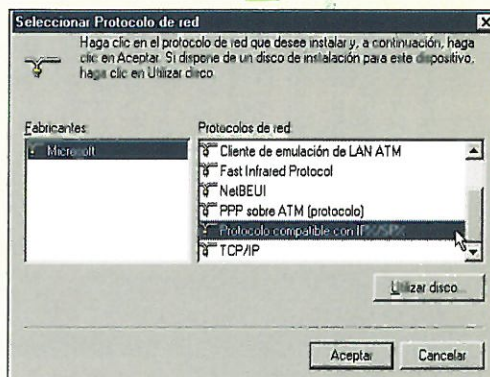 Seleccionar Protocolo de red
Haga clic en el protocolo de red que desee instalar y, a continuación, haga
clic en Aceptar. Si dispone de un disco de instalación para este dispositivo,
haga clic en Utilizar disco.
Fabricantes:
Microsoft
Protocolos de red:
Cliente de emulación de LAN ATM
Fast Infrared Protocol
NetBEUI
PPP sobre ATM (protocolo)
Protocolo compatible con IPX/SPX
TCP/IP
Utilizar disco...
Aceptar
Cancelar